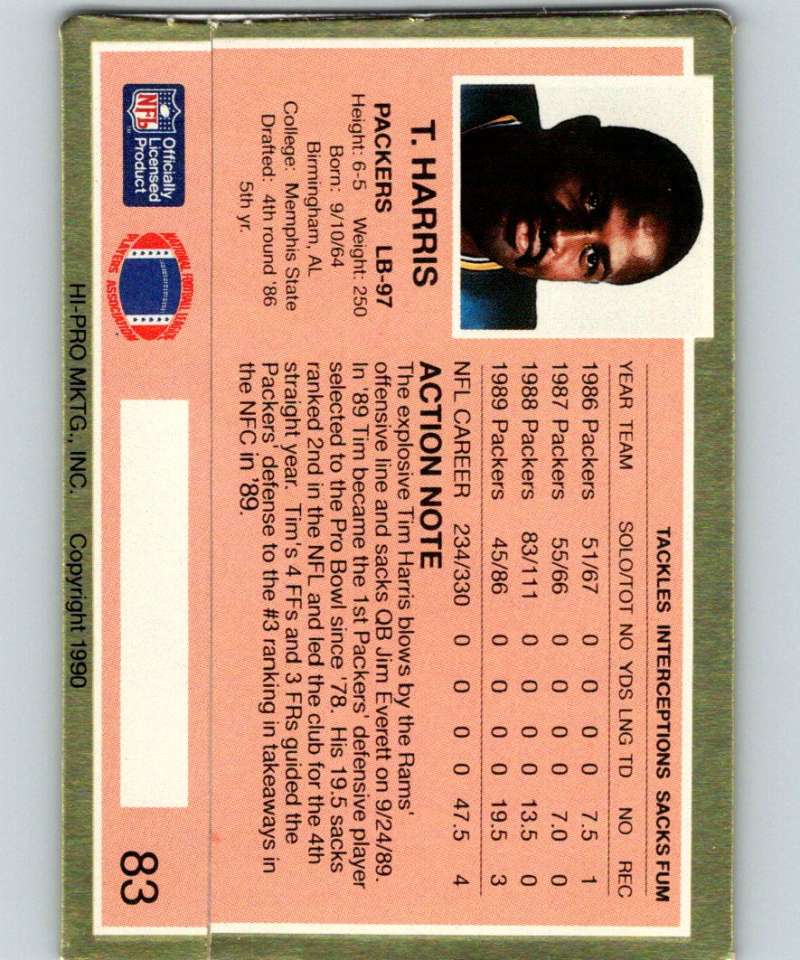 T. HARRIS
PACKERS LB-97
Height: 6-5 Weight: 250
Born: 9/10/64
Birmingham, AL
College: Memphis State
Drafted: 4th round '86
5th yr.
TACKLES INTERCEPTIONS SACKS FUM
YEAR TEAM SOLO/TOT NO YDS LNG TD NO REC
1986 Packers 51/67 0 0 0 0 7.5 1
1987 Packers 55/66 0 0 0 0 7.0 0
1988 Packers 83/111 0 0 0 0 13.5 0
1989 Packers 45/86 0 0 0 0 19.5 3
NFL CAREER 234/330 0 0 0 0 47.5 4
ACTION NOTE
The explosive Tim Harris blows by the Rams'
offensive line and sacks QB Jim Everett on 9/24/89.
In '89 Tim became the 1st Packers' defensive player
selected to the Pro Bowl since '78. His 19.5 sacks
ranked 2nd in the NFL and led the club for the 4th
straight year. Tim's 4 FFs and 3 FRs guided the
Packers' defense to the #3 ranking in takeaways in
the NFC in '89.
NFL
Officially
Licensed
Product
TM
NATIONAL FOOTBALL LEAGUE
PLAYERS ASSOCIATION
83
HI-PRO MKTG., INC. Copyright 1990